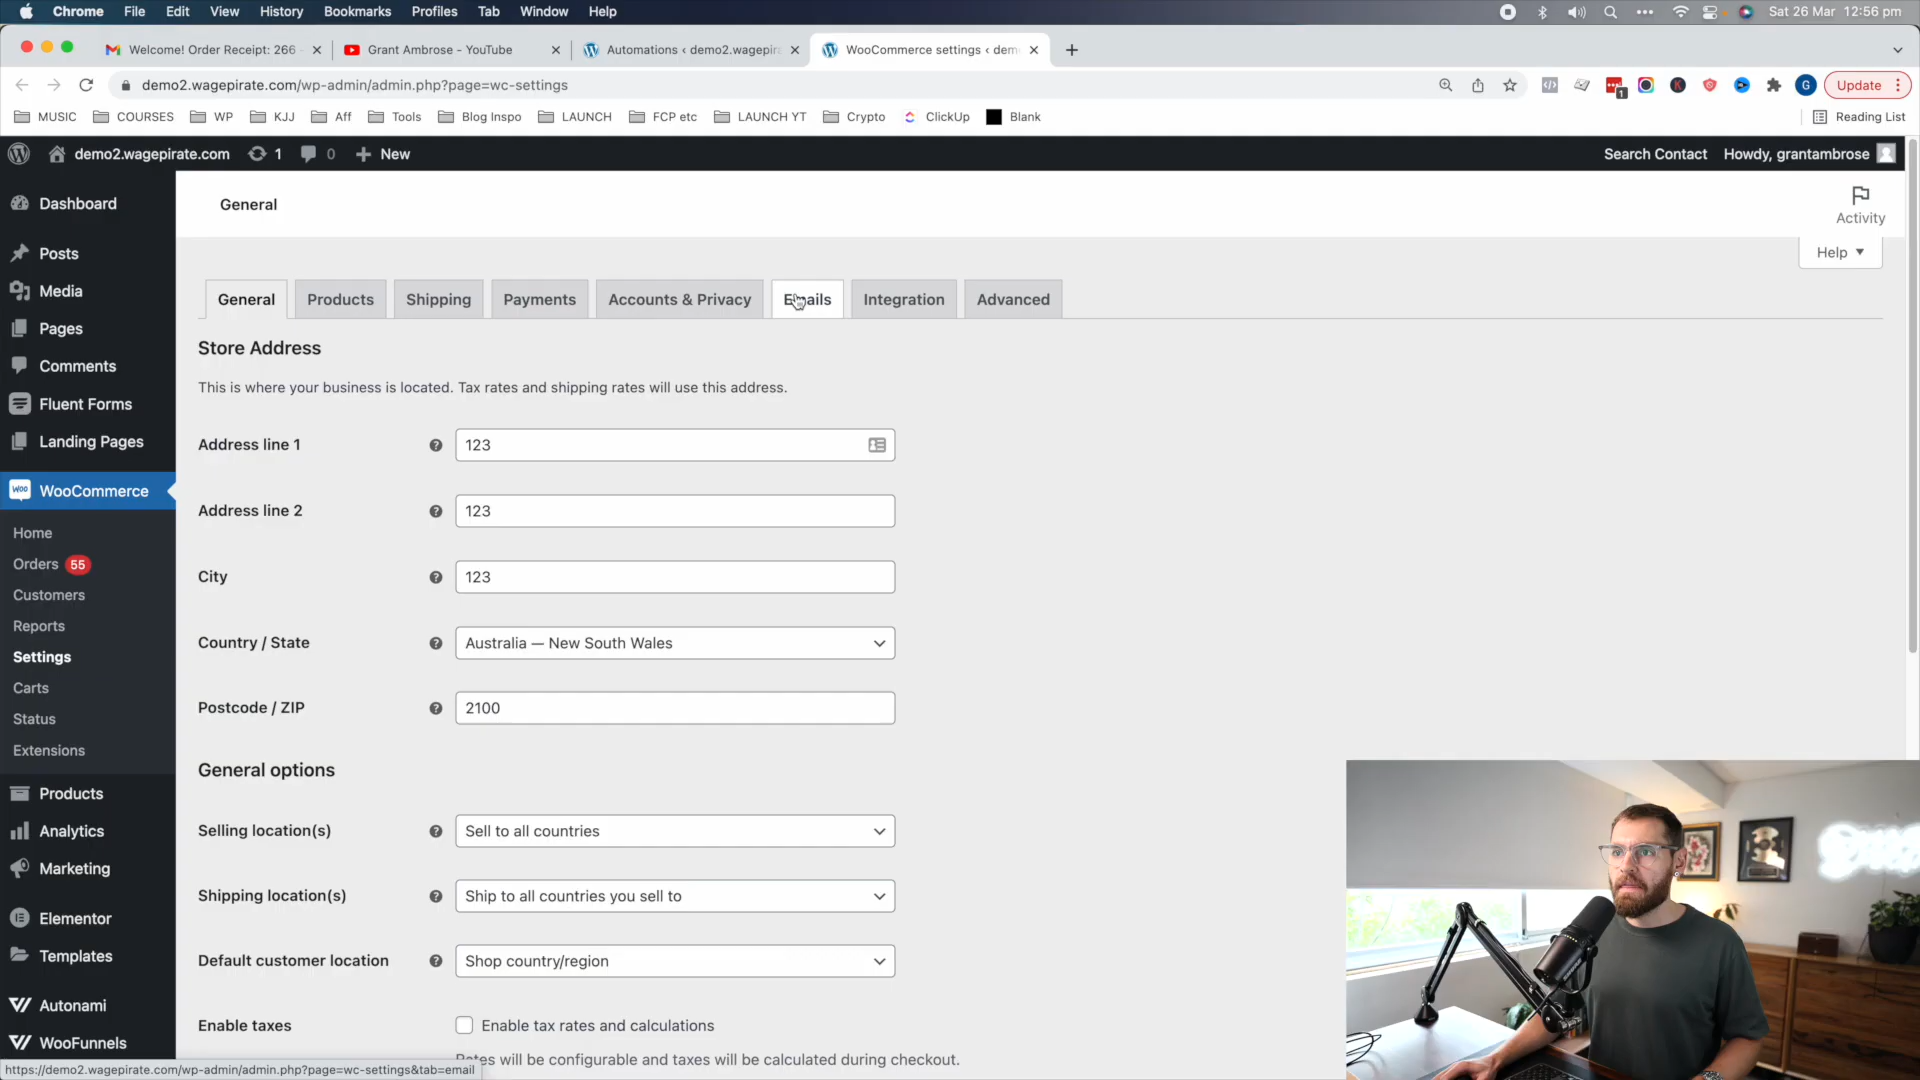 Chrome File Edit View History Bookmarks Profiles Tab Window Help Sat 26 Mar 12:56 pm
Welcome! Order Receipt: 266 Grant Ambrose - YouTube Automations ‹ demo2.wagepira WooCommerce settings ‹ dem
demo2.wagepirate.com/wp-admin/admin.php?page=wc-settings 1 G Update
MUSIC COURSES WP KJJ Aff Tools Blog Inspo LAUNCH FCP etc LAUNCH YT Crypto ClickUp Blank Reading List
demo2.wagepirate.com 1 0 New Search Contact Howdy, grantambrose
Dashboard
Posts
Media
Pages
Comments
Fluent Forms
Landing Pages
WooCommerce
Home
Orders 55
Customers
Reports
Settings
Carts
Status
Extensions
Products
Analytics
Marketing
Elementor
Templates
Autonami
WooFunnels
General
Activity
Help
General Products Shipping Payments Accounts & Privacy Emails Integration Advanced
Store Address
This is where your business is located. Tax rates and shipping rates will use this address.
Address line 1 123
Address line 2 123
City 123
Country / State Australia — New South Wales
Postcode / ZIP 2100
General options
Selling location(s) Sell to all countries
Shipping location(s) Ship to all countries you sell to
Default customer location Shop country/region
Enable taxes Enable tax rates and calculations
Rates will be configurable and taxes will be calculated during checkout.
https://demo2.wagepirate.com/wp-admin/admin.php?page=wc-settings&tab=email